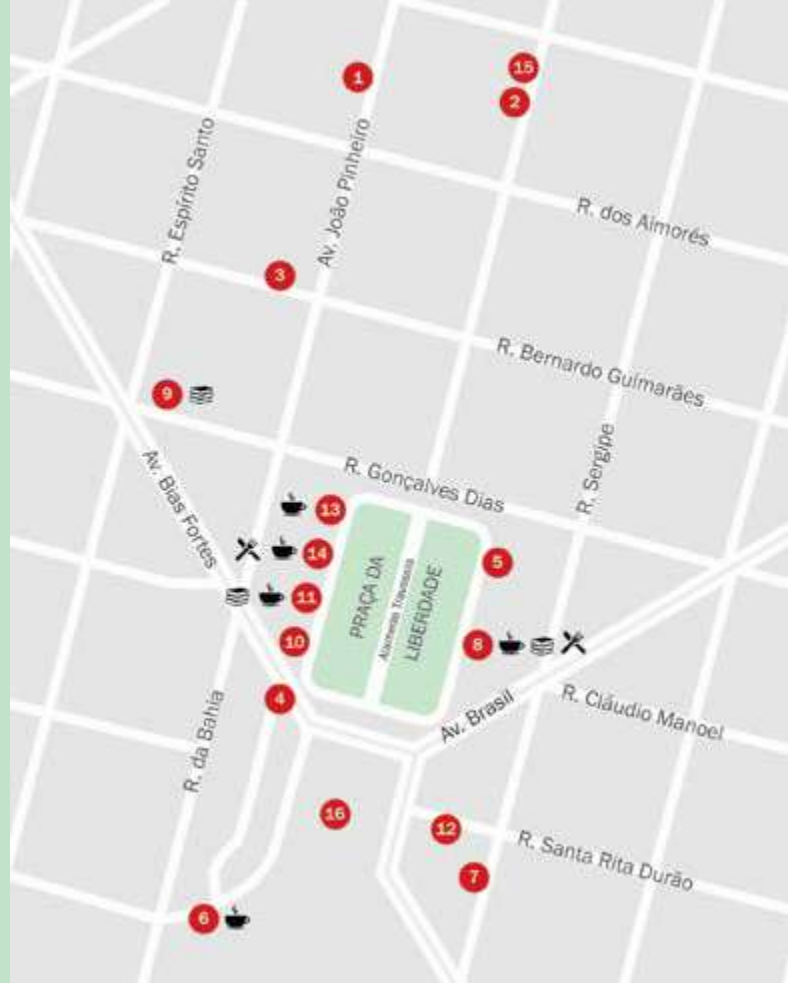 15
1
2
R. Espírito Santo
Av. João Pinheiro
R. dos Aimorés
3
R. Bernardo Guimarães
9
R. Sergipe
Av. Bias Fortes
R. Gonçalves Dias
13
14
5
PRAÇA DA
Alameda Travessia
LIBERDADE
11
10
8
4
R. da Bahia
Av. Brasil
R. Cláudio Manoel
16
12
R. Santa Rita Durão
7
6